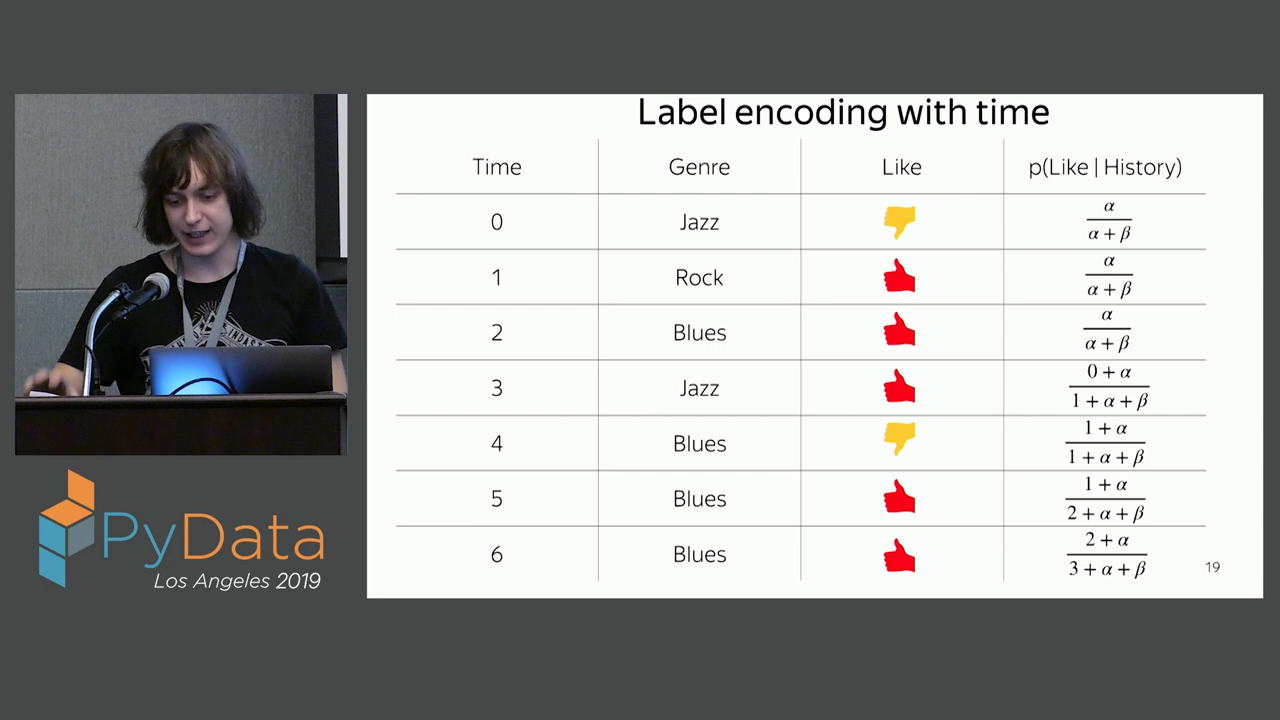 Label encoding with time
Time Genre Like p(Like | History)
0 Jazz α / α + β
1 Rock α / α + β
2 Blues α / α + β
3 Jazz 0 + α / 1 + α + β
4 Blues 1 + α / 1 + α + β
5 Blues 1 + α / 2 + α + β
6 Blues 2 + α / 3 + α + β
19
PyData
Los Angeles 2019